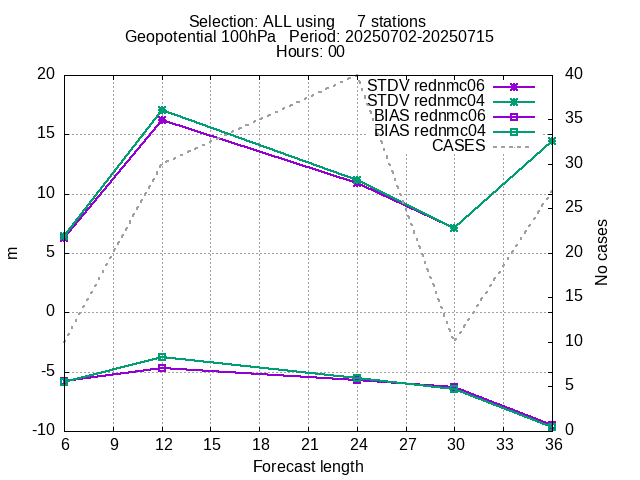 Selection: ALL using 7 stations
Geopotential 100hPa Period: 20250702-20250715
Hours: 00
20
15
10
5
0
-5
-10
m
40
35
30
25
20
15
10
5
0
No cases
STDV rednmc06
STDV rednmc04
BIAS rednmc06
BIAS rednmc04
CASES
6 9 12 15 18 21 24 27 30 33 36
Forecast length